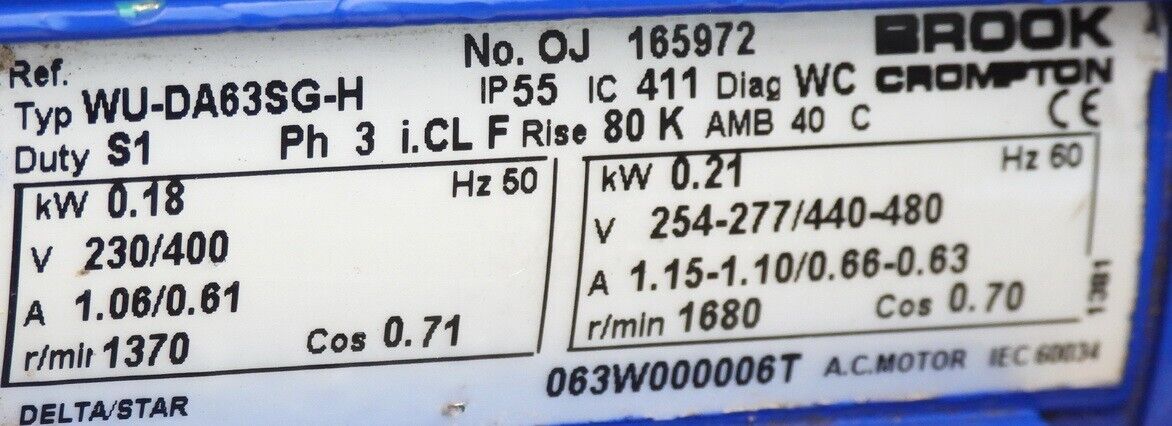 Ref. No. OJ 165972 BROOK
Typ WU-DA63SG-H IP55 IC 411 Diag WC CROMPTON
Duty S1 Ph 3 i.CL F Rise 80 K AMB 40 C CE
kW 0.18 Hz 50
V 230/400
A 1.06/0.61
r/min 1370 Cos 0.71
kW 0.21 Hz 60
V 254-277/440-480
A 1.15-1.10/0.66-0.63
r/min 1680 Cos 0.70
1381
DELTA/STAR 063W000006T A.C.MOTOR IEC 60034